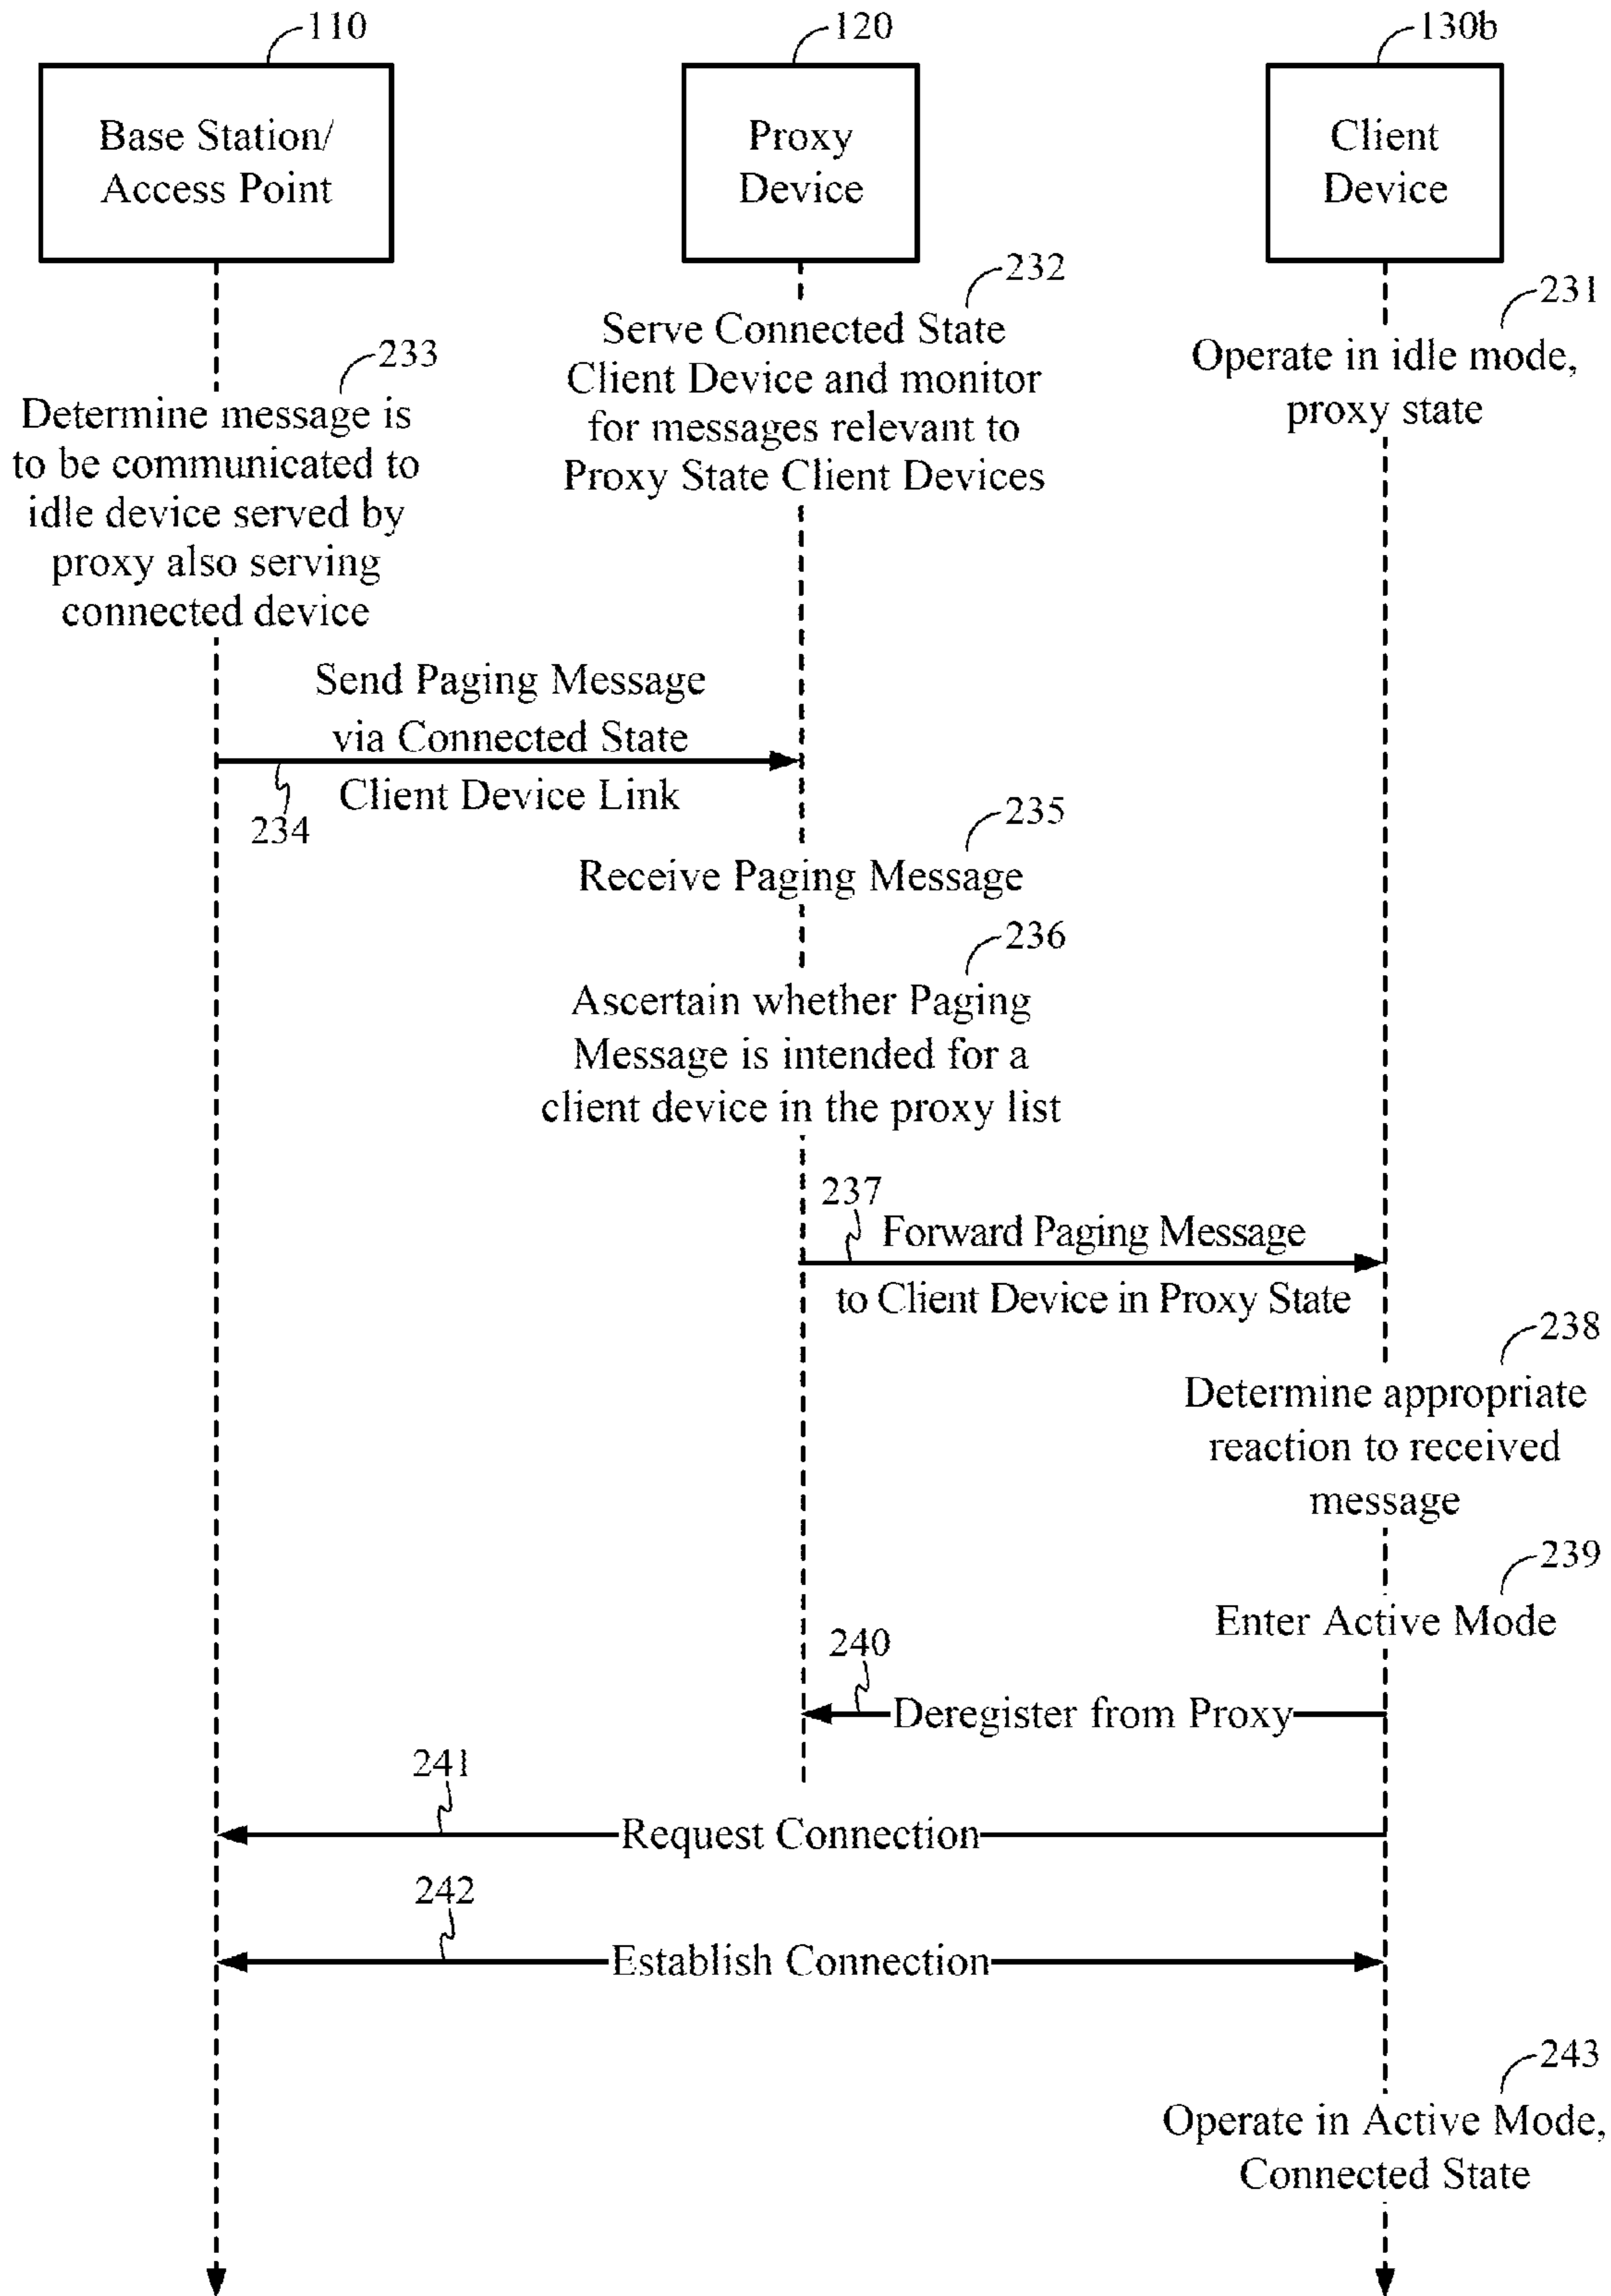 110
120
130b
Base Station/
Access Point
Proxy
Device
Client
Device
232
Serve Connected State
Client Device and monitor
for messages relevant to
Proxy State Client Devices
231
Operate in idle mode,
proxy state
233
Determine message is
to be communicated to
idle device served by
proxy also serving
connected device
Send Paging Message
via Connected State
Client Device Link
234
235
Receive Paging Message
236
Ascertain whether Paging
Message is intended for a
client device in the proxy list
237
Forward Paging Message
to Client Device in Proxy State
238
Determine appropriate
reaction to received
message
239
Enter Active Mode
240
Deregister from Proxy
241
Request Connection
242
Establish Connection
243
Operate in Active Mode,
Connected State